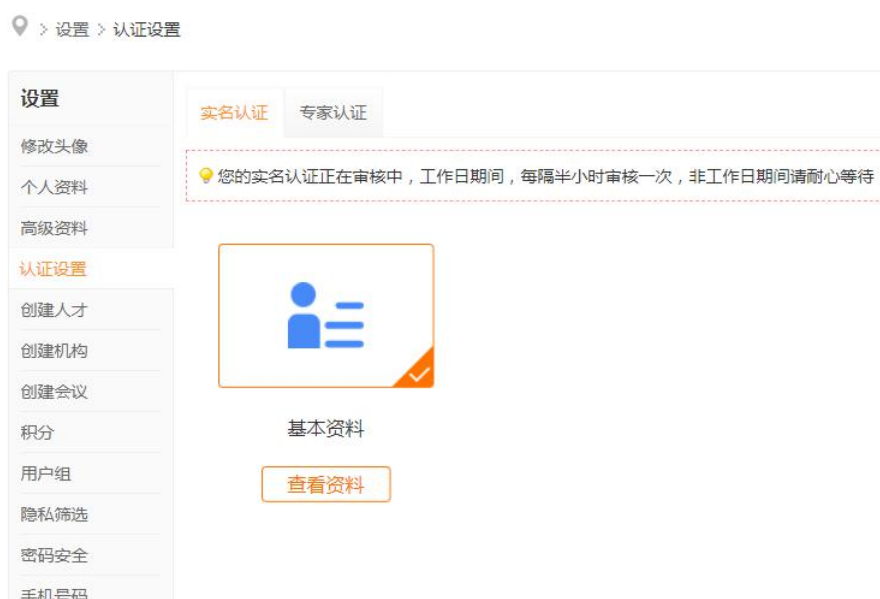 > 设置 > 认证设置
设置
修改头像
个人资料
高级资料
认证设置
创建人才
创建机构
创建会议
积分
用户组
隐私筛选
密码安全
手机号码
实名认证 专家认证
您的实名认证正在审核中，工作日期间，每隔半小时审核一次，非工作日期间请耐心等待
基本资料
查看资料